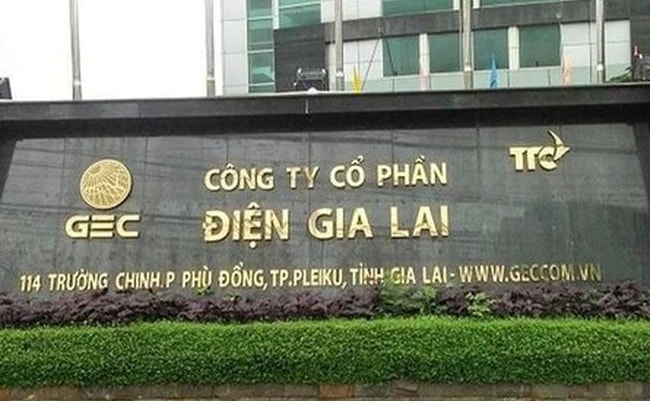 GEC
TTC
CÔNG TY CỔ PHẦN
ĐIỆN GIA LAI
114 TRƯỜNG CHINH.P PHÙ ĐỔNG,TP.PLEIKU,TỈNH GIA LAI-WWW.GECCOM.VN